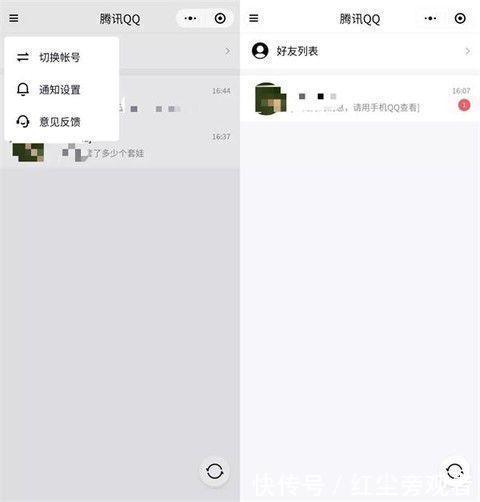 腾讯QQ
切换帐号
通知设置
意见反馈
16:44
16:37
了多少个套娃
腾讯QQ
好友列表
16:07
，请用手机QQ查看]
1
快传号 / 红尘旁观者